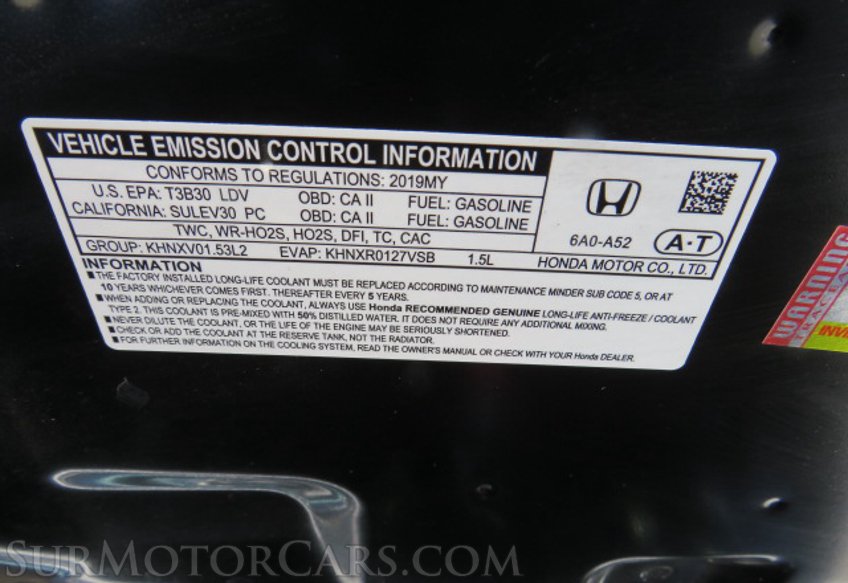 VEHICLE EMISSION CONTROL INFORMATION
CONFORMS TO REGULATIONS: 2019MY
U.S. EPA: T3B30 LDV OBD: CA II FUEL: GASOLINE
CALIFORNIA: SULEV30 PC OBD: CA II FUEL: GASOLINE
TWC, WR-HO2S, HO2S, DFI, TC, CAC
GROUP: KHNXV01.53L2 EVAP: KHNXR0127VSB 1.5L
6A0-A52 A·T
HONDA MOTOR CO., LTD.
INFORMATION
■THE FACTORY INSTALLED LONG-LIFE COOLANT MUST BE REPLACED ACCORDING TO MAINTENANCE MINDER SUB CODE 5, OR AT
10 YEARS WHICHEVER COMES FIRST. THEREAFTER EVERY 5 YEARS.
■WHEN ADDING OR REPLACING THE COOLANT, ALWAYS USE Honda RECOMMENDED GENUINE LONG-LIFE ANTI-FREEZE / COOLANT
TYPE 2. THIS COOLANT IS PRE-MIXED WITH 50% DISTILLED WATER. IT DOES NOT REQUIRE ANY ADDITIONAL MIXING.
■NEVER DILUTE THE COOLANT, OR THE LIFE OF THE ENGINE MAY BE SERIOUSLY SHORTENED.
■CHECK OR ADD THE COOLANT AT THE RESERVE TANK, NOT THE RADIATOR.
■FOR FURTHER INFORMATION ON THE COOLING SYSTEM, READ THE OWNER'S MANUAL OR CHECK WITH YOUR Honda DEALER.
WARNING
INVI
SurMotorCars.com